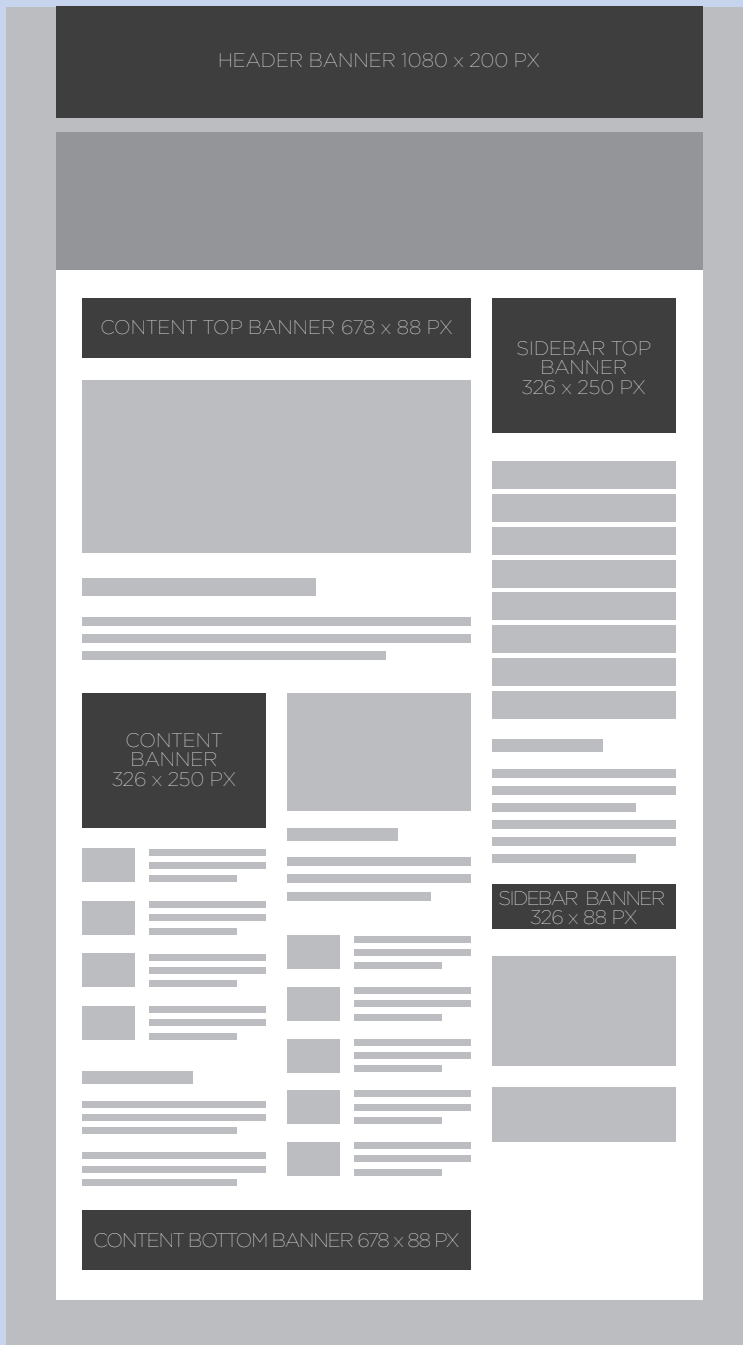 HEADER BANNER 1080 x 200 PX
CONTENT TOP BANNER 678 x 88 PX
SIDEBAR TOP
BANNER
326 x 250 PX
CONTENT
BANNER
326 x 250 PX
SIDEBAR BANNER
326 x 88 PX
CONTENT BOTTOM BANNER 678 x 88 PX